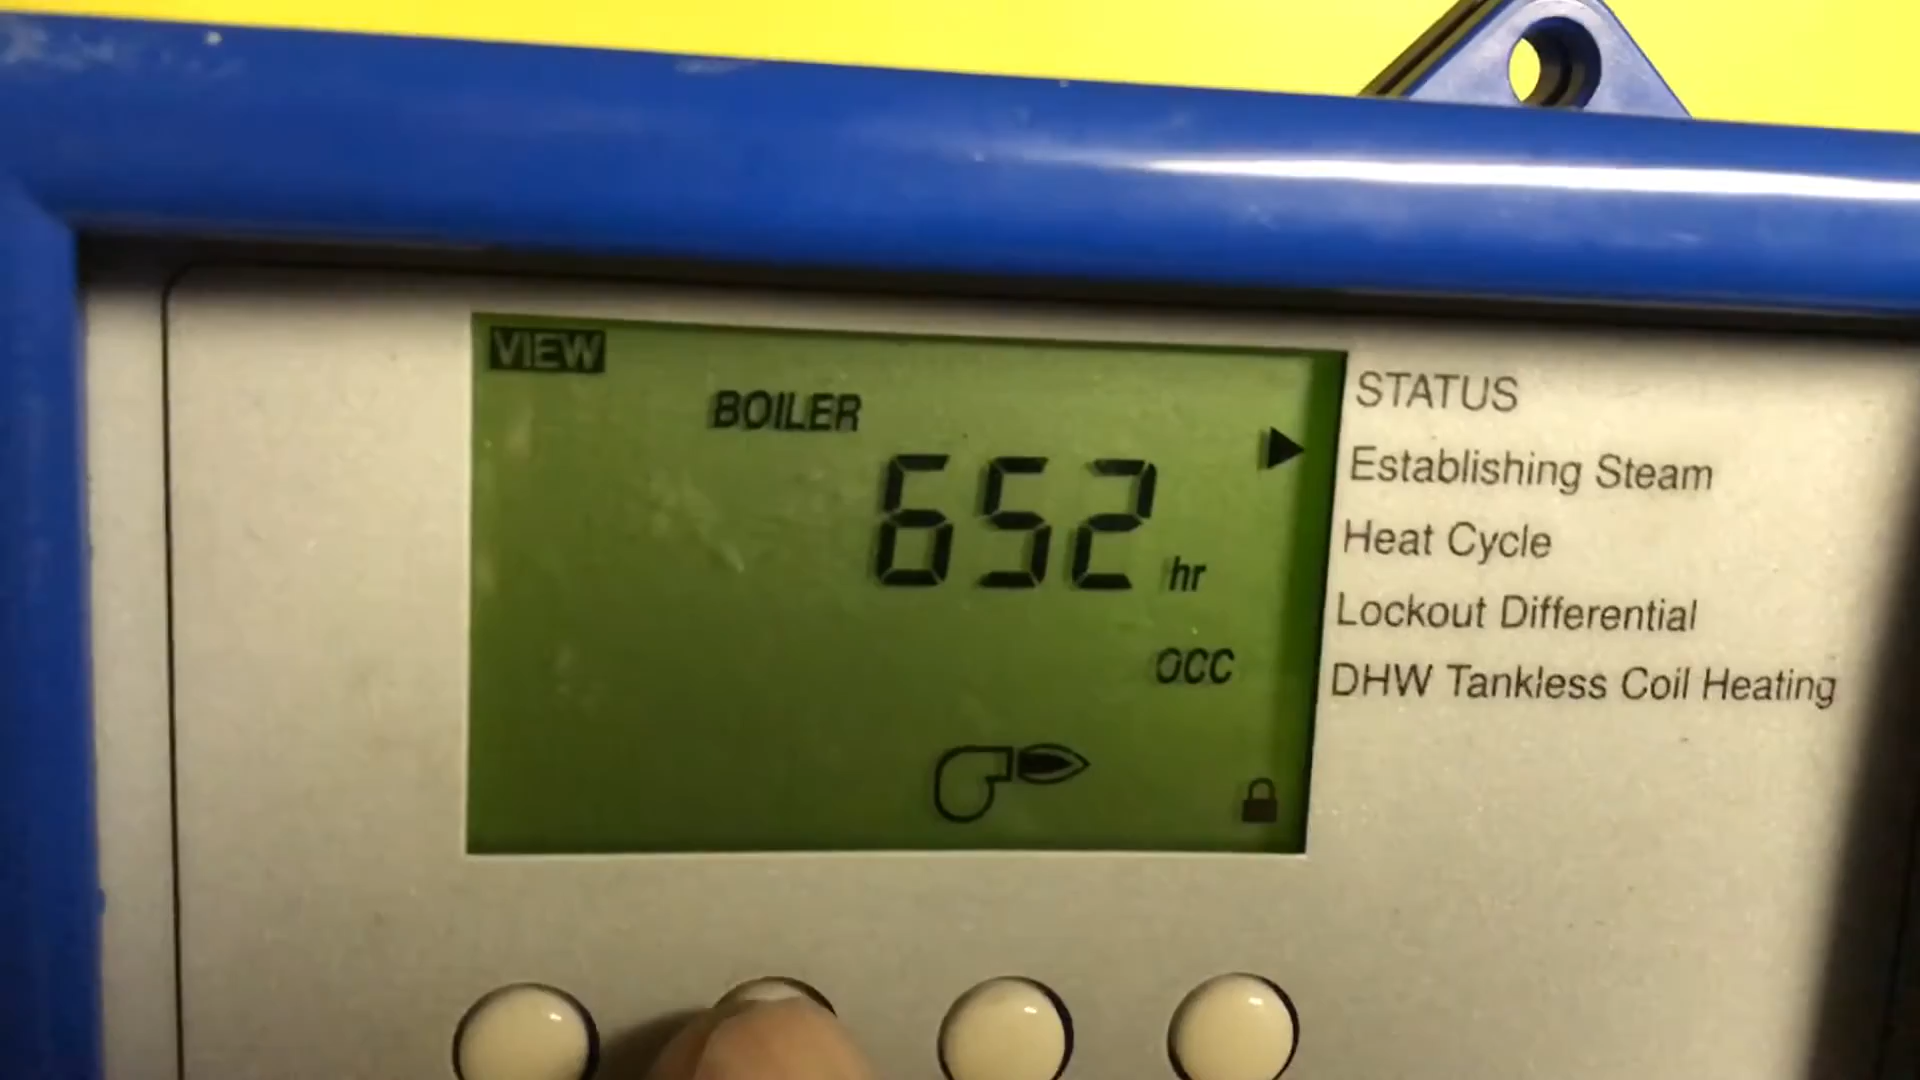 VIEW
BOILER
652 hr
OCC
STATUS
Establishing Steam
Heat Cycle
Lockout Differential
DHW Tankless Coil Heating